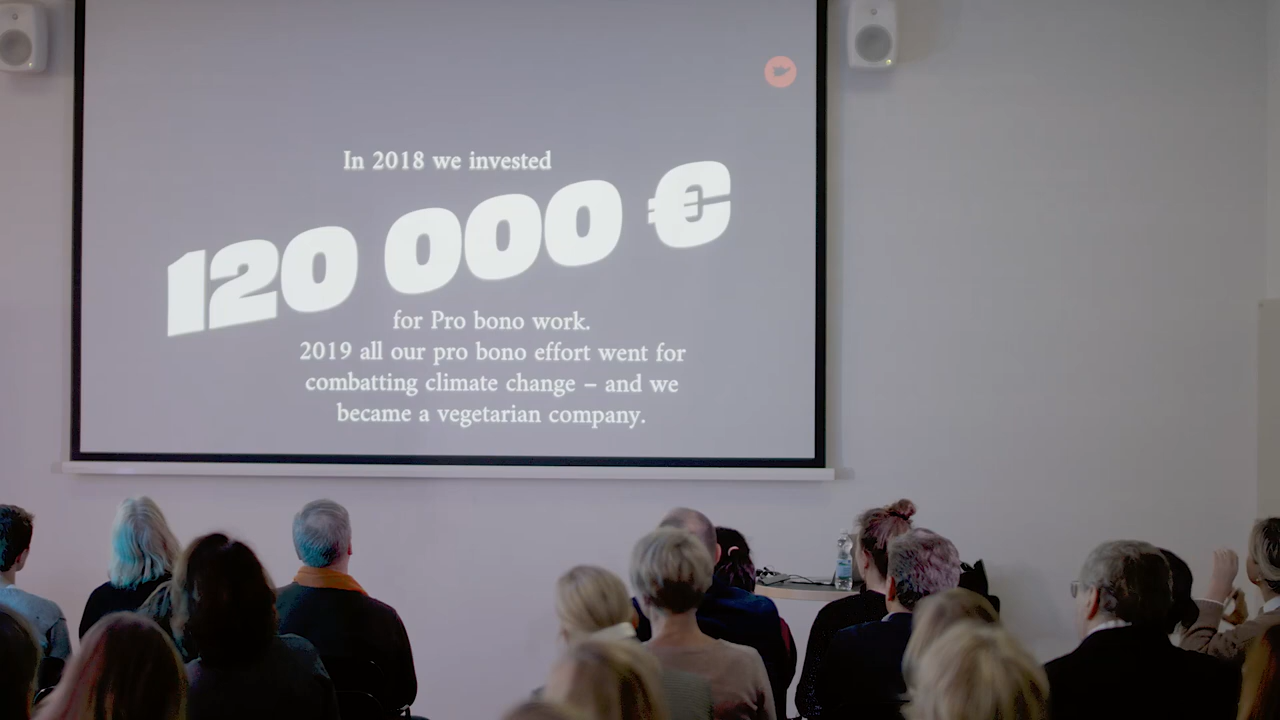 In 2018 we invested
120 000 €
for Pro bono work.
2019 all our pro bono effort went for
combatting climate change – and we
became a vegetarian company.